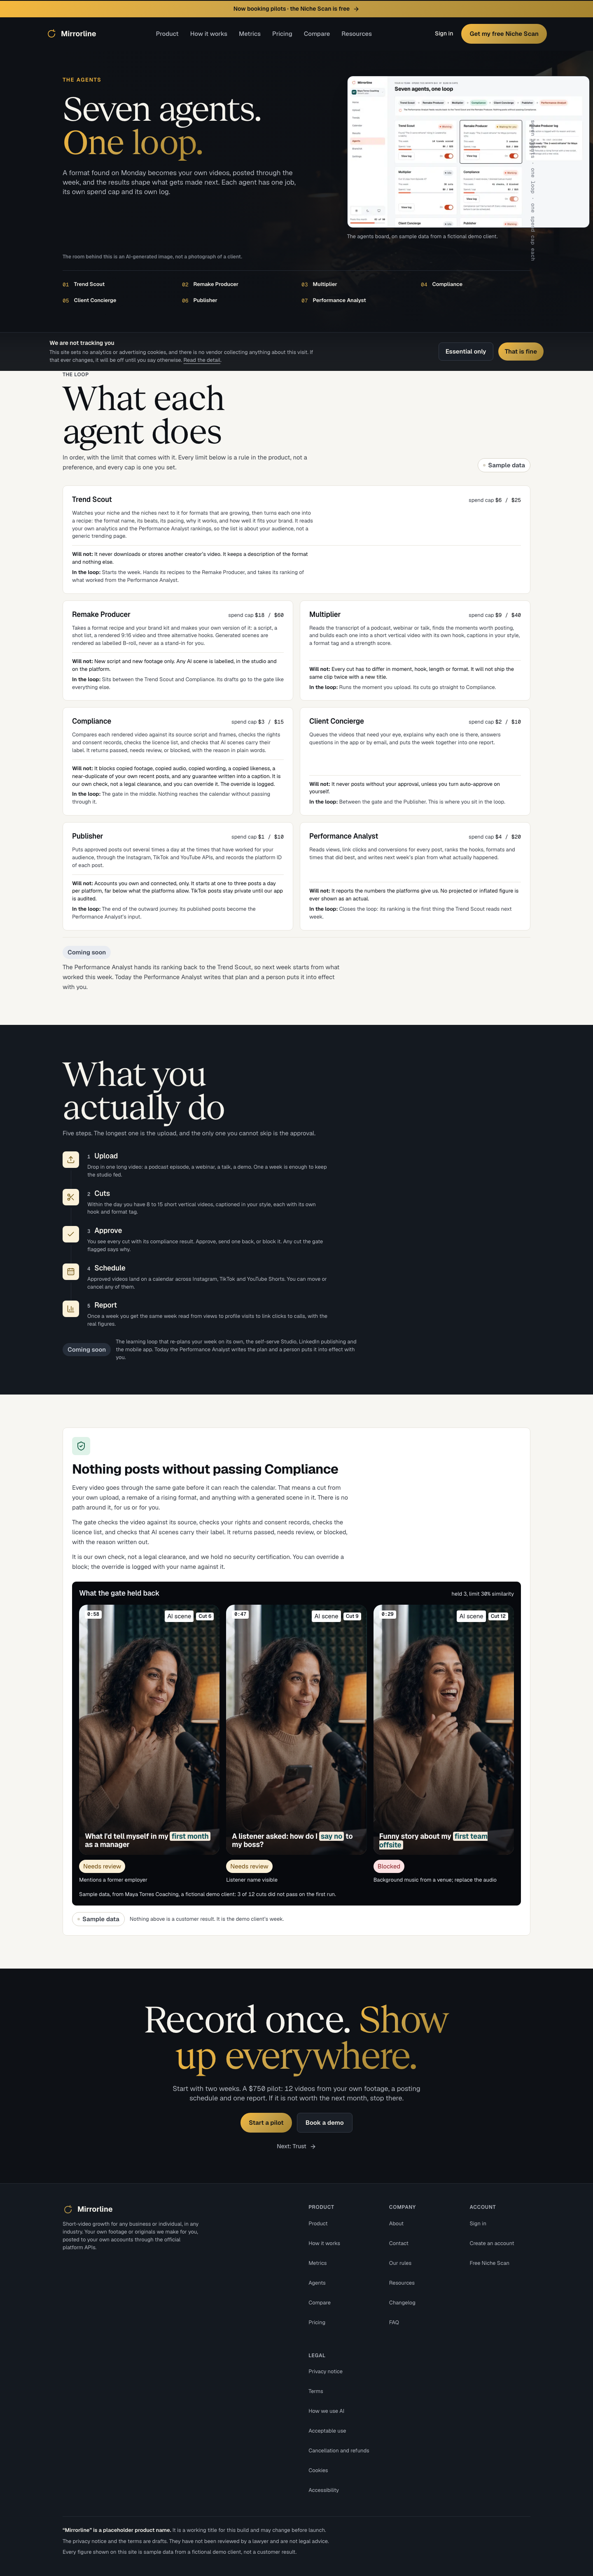 Now booking pilots · the Niche Scan is free →
Mirrorline
Product
How it works
Metrics
Pricing
Compare
Resources
Sign in
Get my free Niche Scan
THE AGENTS
Seven agents.
One loop.
A format found on Monday becomes your own videos, posted through the
week, and the results shape what gets made next. Each agent has one job,
its own spend cap and its own log.
Seven agents, one loop
The agents board, on sample data from a fictional demo client.
The room behind this is an AI-generated image, not a photograph of a client.
01 Trend Scout
02 Remake Producer
03 Multiplier
04 Compliance
05 Client Concierge
06 Publisher
07 Performance Analyst
We are not tracking you
This site sets no analytics or advertising cookies, and there is no vendor collecting anything about this visit. If
that ever changes, it will be off until you say otherwise. Read the detail.
Essential only
That is fine
THE LOOP
What each
agent does
In order, with the limit that comes with it. Every limit below is a rule in the product, not a
preference, and every cap is one you set.
Sample data
Trend Scout
spend cap $6 / $25
Watches your niche and the niches next to it for formats that are growing, then turns each one into
a recipe: the format name, its beats, its pacing, why it works, and how well it fits your brand. It reads
your own analytics and the Performance Analyst rankings, so the list is about your audience, not a
generic trending page.
Will not: It never downloads or stores another creator's video. It keeps a description of the format
and nothing else.
In the loop: Starts the week. Hands its recipes to the Remake Producer, and takes its ranking of
what worked from the Performance Analyst.
Remake Producer
spend cap $18 / $60
Takes a format recipe and your brand kit and makes your own version of it: a script, a
shot list, a rendered 9:16 video and three alternative hooks. Generated scenes are
rendered as labelled B-roll, never as a stand-in for you.
Will not: New script and new footage only. Any AI scene is labelled, in the studio and
on the platform.
In the loop: Sits between the Trend Scout and Compliance. Its drafts go to the gate like
everything else.
Multiplier
spend cap $9 / $40
Reads the transcript of a podcast, webinar or talk, finds the moments worth posting,
and builds each one into a short vertical video with its own hook, captions in your style,
a format tag and a strength score.
Will not: Every cut has to differ in moment, hook, length or format. It will not ship the
same clip twice with a new title.
In the loop: Runs the moment you upload. Its cuts go straight to Compliance.
Compliance
spend cap $3 / $15
Compares each rendered video against its source script and frames, checks the rights
and consent records, checks the licence list, and checks that AI scenes carry their
label. It returns passed, needs review, or blocked, with the reason in plain words.
Will not: It blocks copied footage, copied audio, copied wording, a copied likeness, a
near-duplicate of your own recent posts, and any guarantee written into a caption. It is
our own check, not a legal clearance, and you can override it. The override is logged.
In the loop: The gate in the middle. Nothing reaches the calendar without passing
through it.
Client Concierge
spend cap $2 / $10
Queues the videos that need your eye, explains why each one is there, answers
questions in the app or by email, and puts the week together into one report.
Will not: It never posts without your approval, unless you turn auto-approve on
yourself.
In the loop: Between the gate and the Publisher. This is where you sit in the loop.
Publisher
spend cap $1 / $10
Puts approved posts out several times a day at the times that have worked for your
audience, through the Instagram, TikTok and YouTube APIs, and records the platform ID
of each post.
Will not: Accounts you own and connected, only. It starts at one to three posts a day
per platform, far below what the platforms allow. TikTok posts stay private until our app
is audited.
In the loop: The end of the outward journey. Its published posts become the
Performance Analyst's input.
Performance Analyst
spend cap $4 / $20
Reads views, link clicks and conversions for every post, ranks the hooks, formats and
times that did best, and writes next week's plan from what actually happened.
Will not: It reports the numbers the platform give us. No projected or inflated figure is
ever shown as an actual.
In the loop: Closes the loop: its ranking is the first thing the Trend Scout reads next
week.
Coming soon
The Performance Analyst hands its ranking back to the Trend Scout, so next week starts from what
worked this week. Today the Performance Analyst writes that plan and a person puts it into effect
with you.
What you
actually do
Five steps. The longest one is the upload, and the only one you cannot skip is the approval.
1 Upload
Drop in one long video: a podcast episode, a webinar, a talk, a demo. One a week is enough to keep
the studio fed.
2 Cuts
Within the day you have 8 to 15 short vertical videos, captioned in your style, each with its own
hook and format tag.
3 Approve
You see every cut with its compliance result. Approve, send one back, or block it. Any cut the gate
flagged says why.
4 Schedule
Approved videos land on a calendar across Instagram, TikTok and YouTube Shorts. You can move or
cancel any of them.
5 Report
Once a week you get the same week read from views to profile visits to link clicks to calls, with the
real figures.
Coming soon
The learning loop that re-plans your week on its own, the self-serve Studio, LinkedIn publishing and
the mobile app. Today the Performance Analyst writes the plan and a person puts it into effect with
you.
Nothing posts without passing Compliance
Every video goes through the same gate before it can reach the calendar. That means a cut from
your own upload, a remake of a rising format, and anything with a generated scene in it. There is no
path around it, for us or for you.
The gate checks the video against its source, checks your rights and consent records, checks the
licence list, and checks that AI scenes carry their label. It returns passed, needs review, or blocked,
with the reason written out.
It is our own check, not a legal clearance, and we hold no security certification. You can override a
block; the override is logged with your name against it.
What the gate held back
held 3, limit 30% similarity
0:58
AI scene
Cut 6
What I'd tell myself in my first month
as a manager
Needs review
Mentions a former employer
0:47
AI scene
Cut 9
A listener asked: how do I say no to
my boss?
Needs review
Listener name visible
0:29
AI scene
Cut 12
Funny story about my first team
offsite
Blocked
Background music from a venue; replace the audio
Sample data, from Maya Torres Coaching, a fictional demo client: 3 of 12 cuts did not pass on the first run.
Sample data
Nothing above is a customer result. It is the demo client's week.
Record once. Show
up everywhere.
Start with two weeks. A $750 pilot: 12 videos from your own footage, a posting
schedule and one report. If it is not worth the next month, stop there.
Start a pilot
Book a demo
Next: Trust →
Mirrorline
Short-video growth for any business or individual, in any
industry. Your own footage or originals we make for you,
posted to your own accounts through the official
platform APIs.
PRODUCT
Product
How it works
Metrics
Agents
Compare
Pricing
COMPANY
About
Contact
Our rules
Resources
Changelog
FAQ
ACCOUNT
Sign in
Create an account
Free Niche Scan
LEGAL
Privacy notice
Terms
How we use AI
Acceptable use
Cancellation and refunds
Cookies
Accessibility
“Mirrorline” is a placeholder product name. It is a working title for this build and may change before launch.
The privacy notice and the terms are drafts. They have not been reviewed by a lawyer and are not legal advice.
Every figure shown on this site is sample data from a fictional demo client, not a customer result.